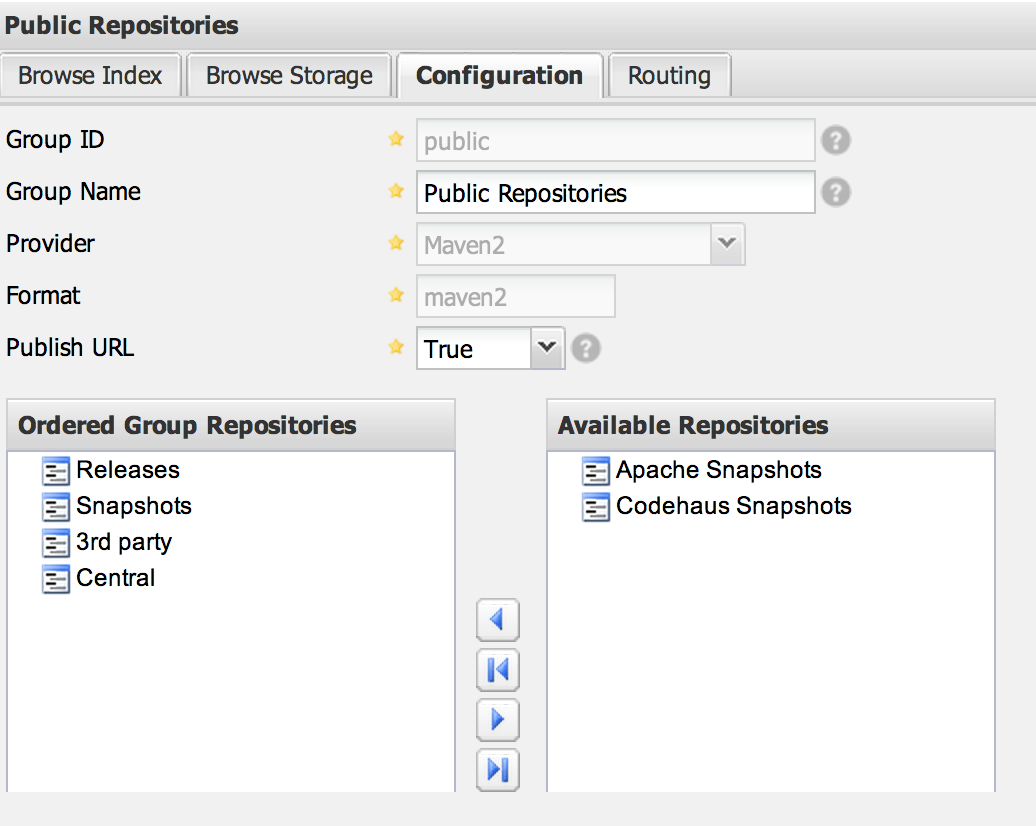 Public Repositories
Browse Index Browse Storage Configuration Routing
Group ID public ?
Group Name Public Repositories ?
Provider Maven2
Format maven2
Publish URL True ?
Ordered Group Repositories Available Repositories
Releases Apache Snapshots
Snapshots Codehaus Snapshots
3rd party
Central